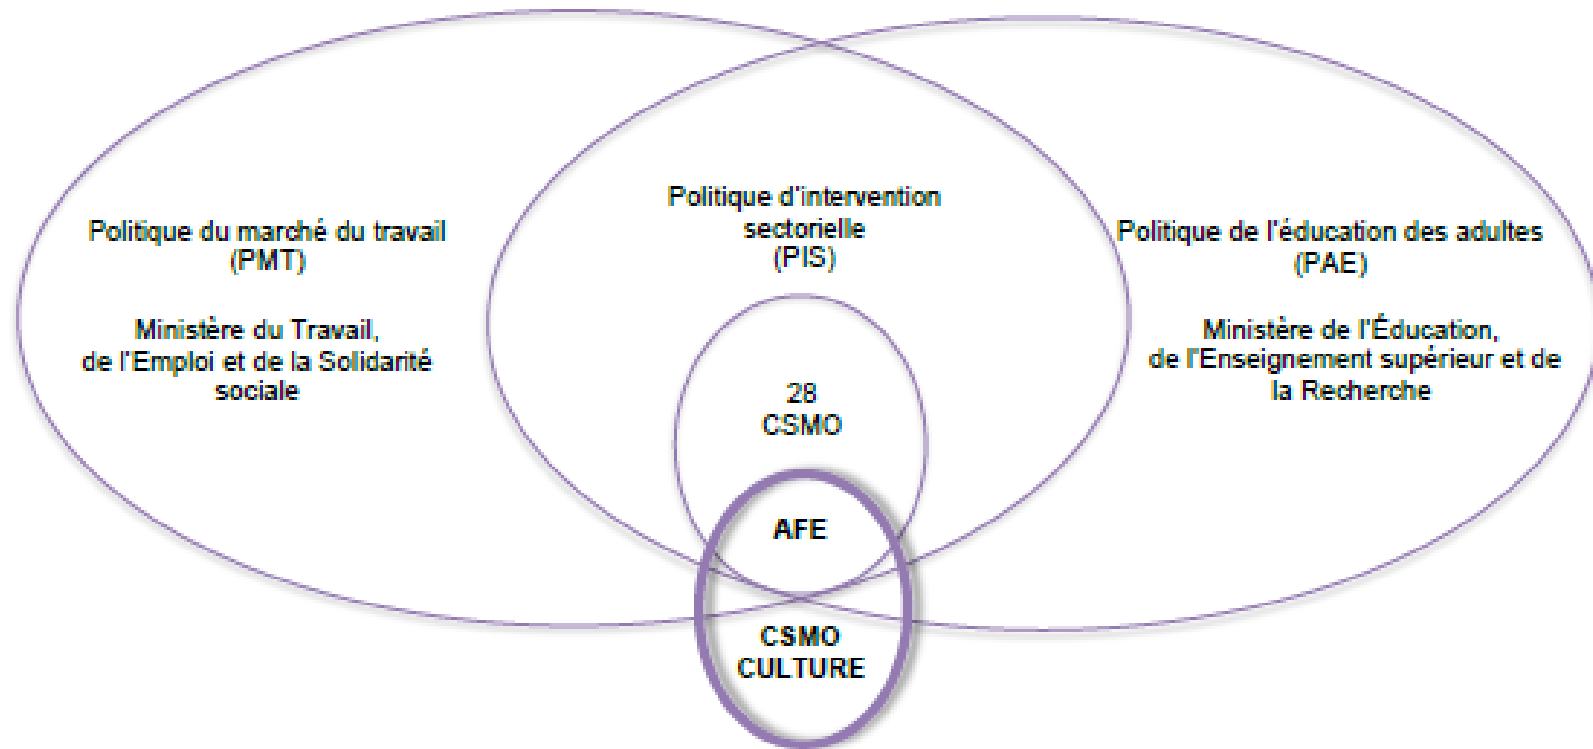 Politique du marché du travail
(PMT)
Ministère du Travail,
de l'Emploi et de la Solidarité
sociale
Politique d'intervention
sectorielle
(PIS)
28
CSMO
AFE
CSMO
CULTURE
Politique de l'éducation des adultes
(PAE)
Ministère de l'Éducation,
de l'Enseignement supérieur et de
la Recherche